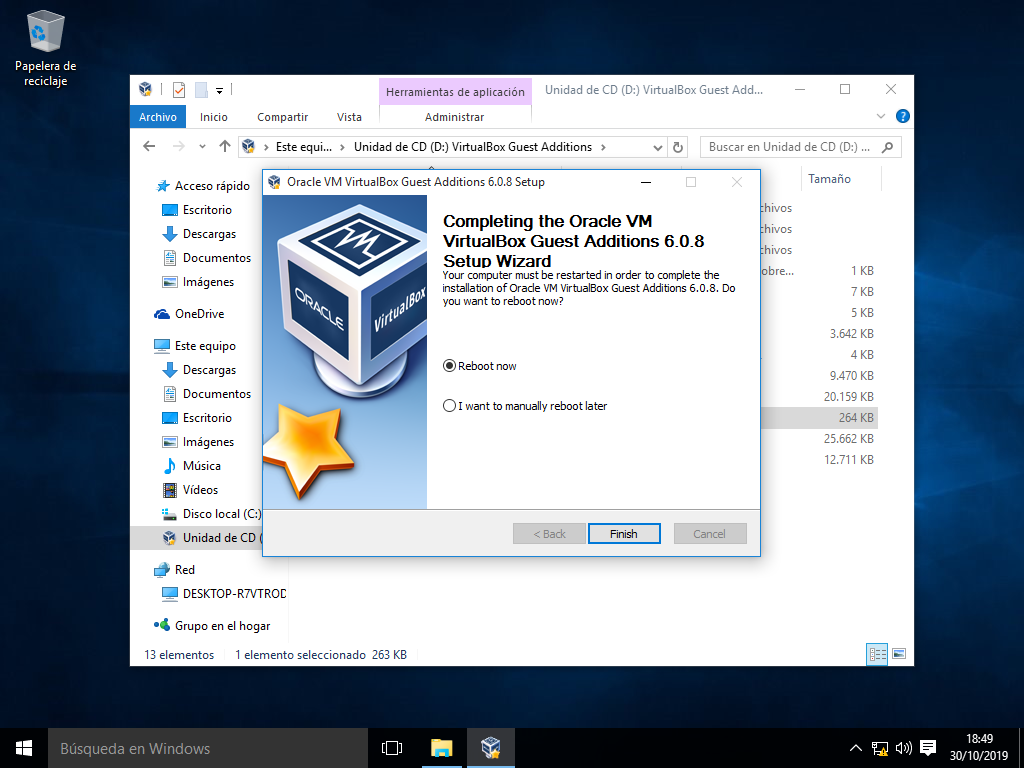 Papelera de
reciclaje
Herramientas de aplicación
Unidad de CD (D:) VirtualBox Guest Add...
Archivo
Inicio
Compartir
Vista
Administrar
Este equi...
Unidad de CD (D:) VirtualBox Guest Additions
Buscar en Unidad de CD (D:) ...
Acceso rápido
Escritorio
Descargas
Documentos
Imágenes
OneDrive
Este equipo
Descargas
Documentos
Escritorio
Imágenes
Música
Vídeos
Disco local (C:)
Unidad de CD (
Red
DESKTOP-R7VTROD
Grupo en el hogar
Tamaño
1 KB
7 KB
5 KB
3.642 KB
4 KB
9.470 KB
20.159 KB
264 KB
25.662 KB
12.711 KB
Oracle VM VirtualBox Guest Additions 6.0.8 Setup
ORACLE
VirtualBox
Completing the Oracle VM
VirtualBox Guest Additions 6.0.8
Setup Wizard
Your computer must be restarted in order to complete the
installation of Oracle VM VirtualBox Guest Additions 6.0.8. Do
you want to reboot now?
Reboot now
I want to manually reboot later
< Back
Finish
Cancel
13 elementos
1 elemento seleccionado 263 KB
Búsqueda en Windows
18:49
30/10/2019